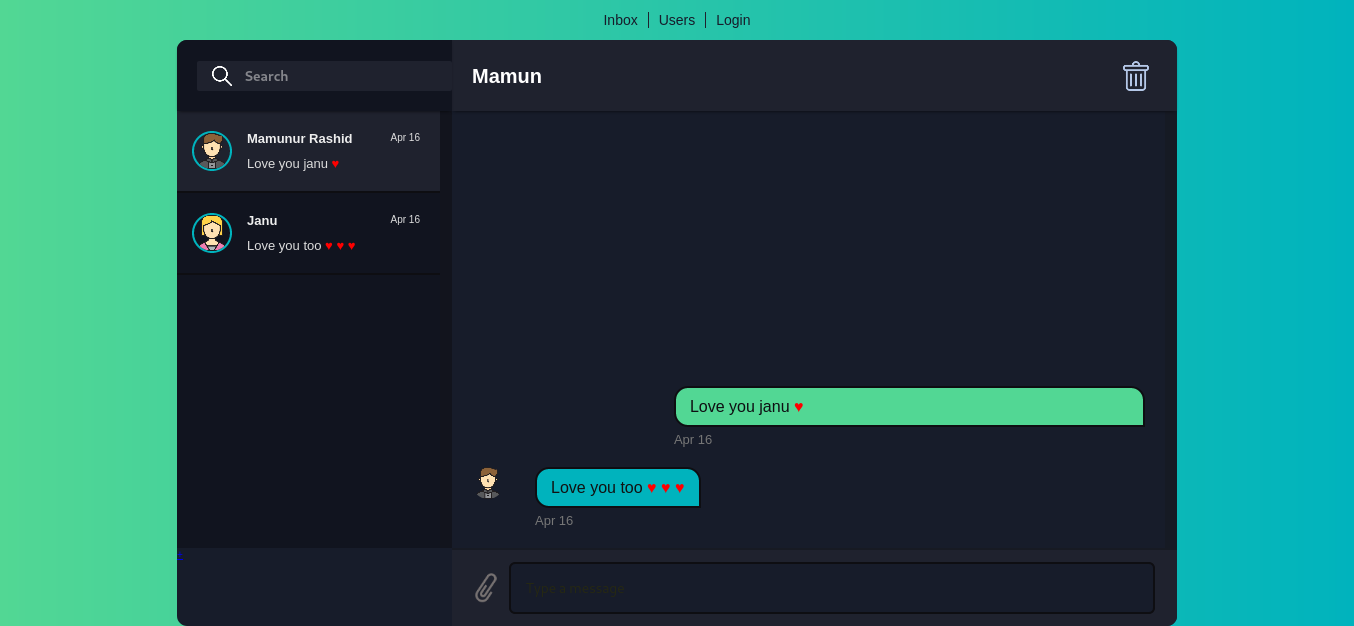 Inbox Users Login
Search
Mamun
Mamunur Rashid Apr 16
Love you janu ♥
Janu Apr 16
Love you too ♥ ♥ ♥
Love you janu ♥
Apr 16
Love you too ♥ ♥ ♥
Apr 16
Type a message